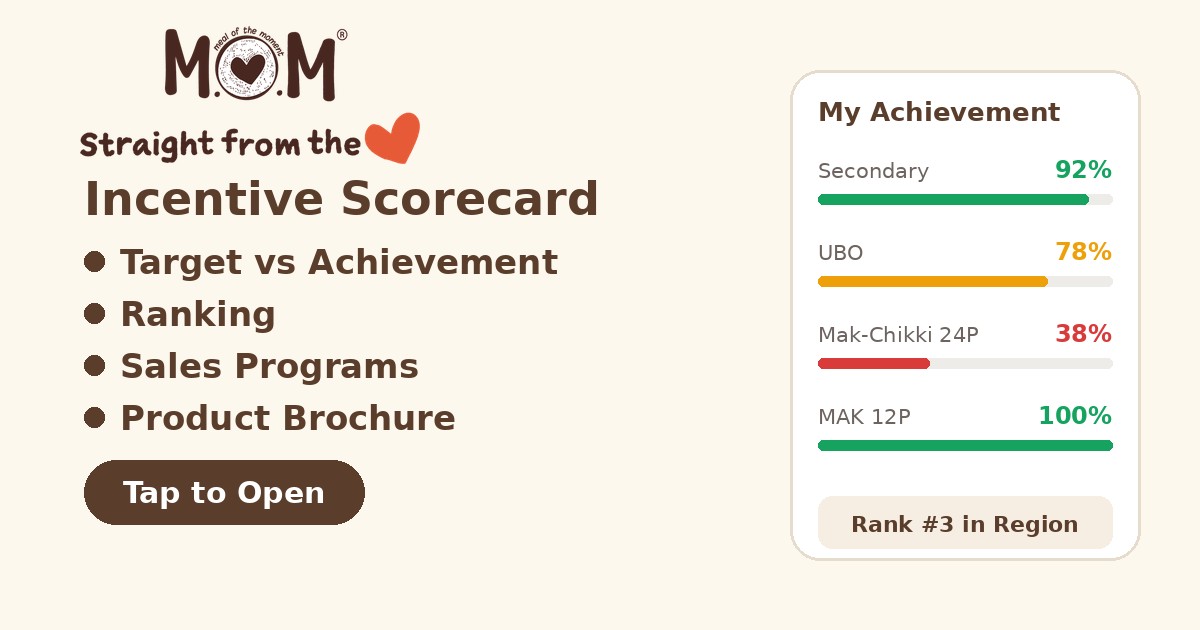 meal of the moment
M.O.M®
Straight from the
Incentive Scorecard
Target vs Achievement
Ranking
Sales Programs
Product Brochure
Tap to Open
My Achievement
Secondary 92%
UBO 78%
Mak-Chikki 24P 38%
MAK 12P 100%
Rank #3 in Region